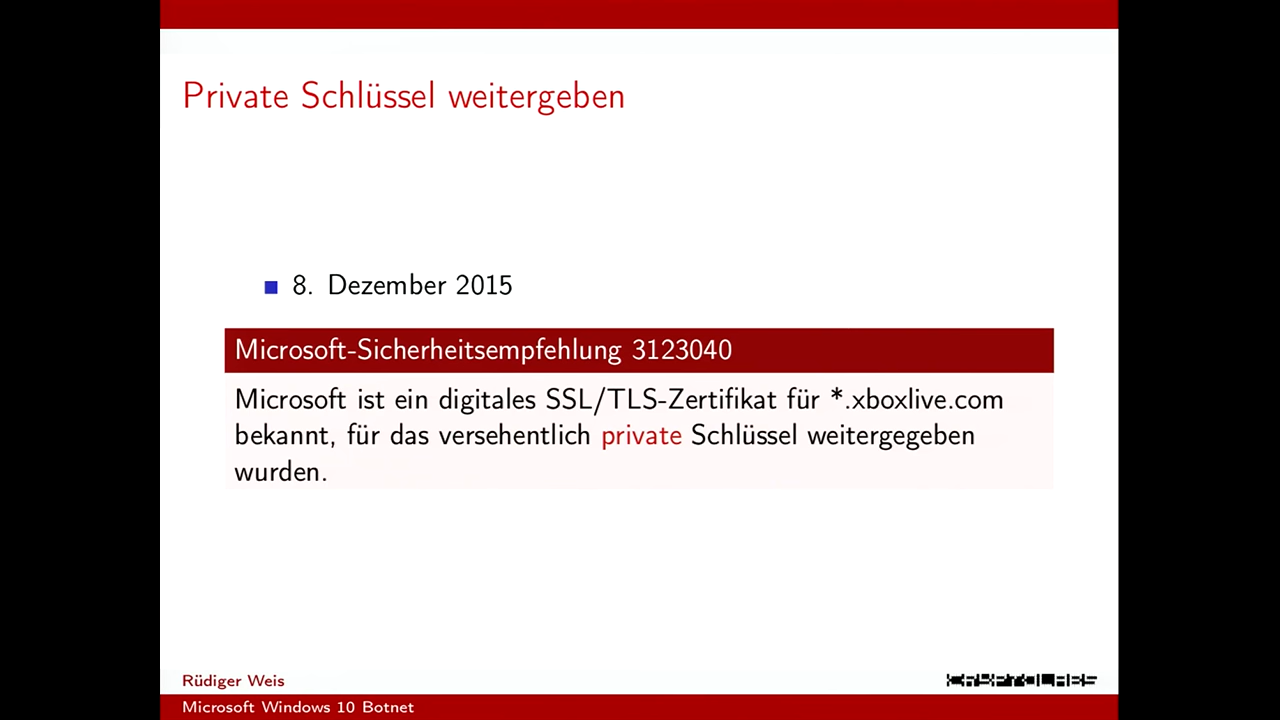 Private Schlüssel weitergeben
8. Dezember 2015
Microsoft-Sicherheitsempfehlung 3123040
Microsoft ist ein digitales SSL/TLS-Zertifikat für *.xboxlive.com
bekannt, für das versehentlich private Schlüssel weitergegeben
wurden.
Rüdiger Weis
Microsoft Windows 10 Botnet